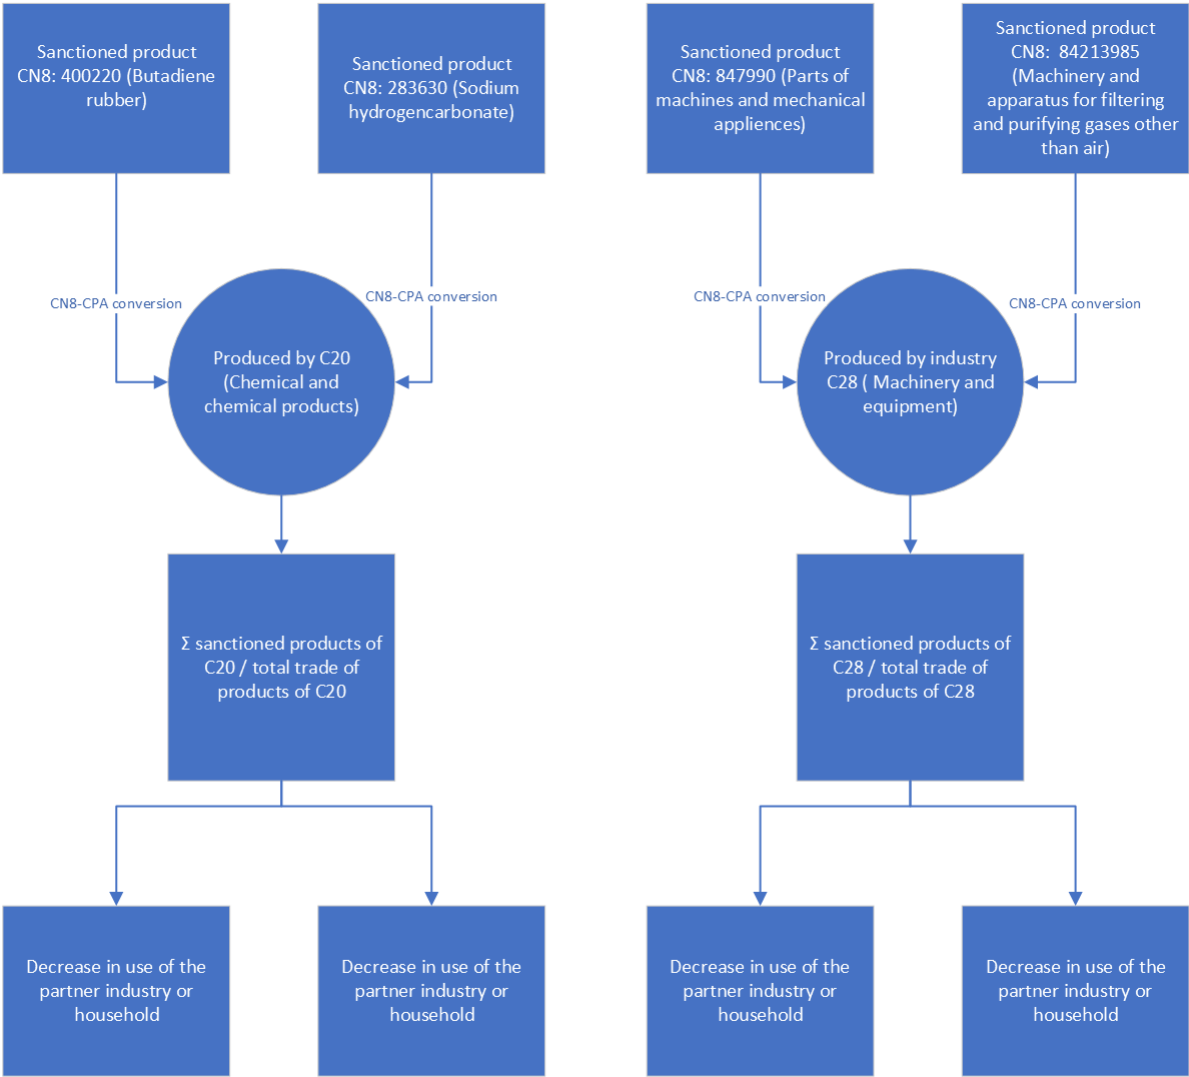 Sanctioned product
CN8: 400220 (Butadiene
rubber)
Sanctioned product
CN8: 283630 (Sodium
hydrogencarbonate)
Sanctioned product
CN8: 847990 (Parts of
machines and mechanical
appliences)
Sanctioned product
CN8:  84213985
(Machinery and
apparatus for filtering
and purifying gases other
than air)
CN8-CPA conversion
CN8-CPA conversion
CN8-CPA conversion
CN8-CPA conversion
Produced by C20
(Chemical and
chemical products)
Produced by industry
C28 ( Machinery and
equipment)
Σ sanctioned products of
C20 / total trade of
products of C20
Σ sanctioned products of
C28 / total trade of
products of C28
Decrease in use of the
partner industry or
household
Decrease in use of the
partner industry or
household
Decrease in use of the
partner industry or
household
Decrease in use of the
partner industry or
household